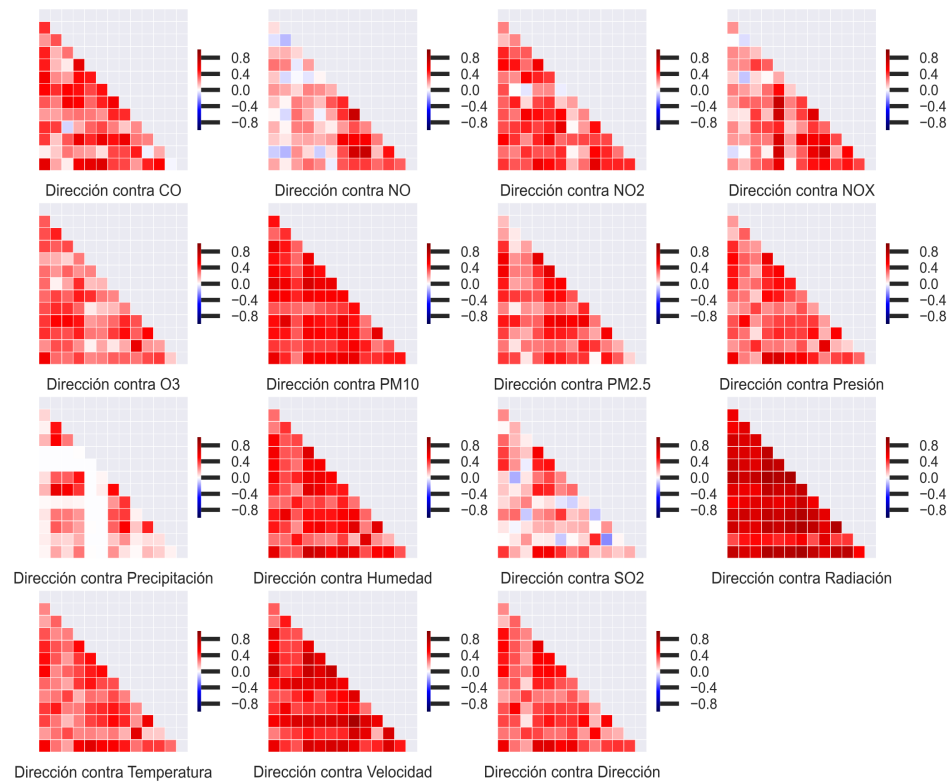 0.8 0.8 0.8 0.8
0.4 0.4 0.4 0.4
0.0 0.0 0.0 0.0
−0.4 −0.4 −0.4 −0.4
−0.8 −0.8 −0.8 −0.8
Dirección contra CO Dirección contra NO Dirección contra NO2 Dirección contra NOX
0.8 0.8 0.8 0.8
0.4 0.4 0.4 0.4
0.0 0.0 0.0 0.0
−0.4 −0.4 −0.4 −0.4
−0.8 −0.8 −0.8 −0.8
Dirección contra O3 Dirección contra PM10 Dirección contra PM2.5 Dirección contra Presión
0.8 0.8 0.8 0.8
0.4 0.4 0.4 0.4
0.0 0.0 0.0 0.0
−0.4 −0.4 −0.4 −0.4
−0.8 −0.8 −0.8 −0.8
Dirección contra Precipitación Dirección contra Humedad Dirección contra SO2 Dirección contra Radiación
0.8 0.8 0.8
0.4 0.4 0.4
0.0 0.0 0.0
−0.4 −0.4 −0.4
−0.8 −0.8 −0.8
Dirección contra Temperatura Dirección contra Velocidad Dirección contra Dirección